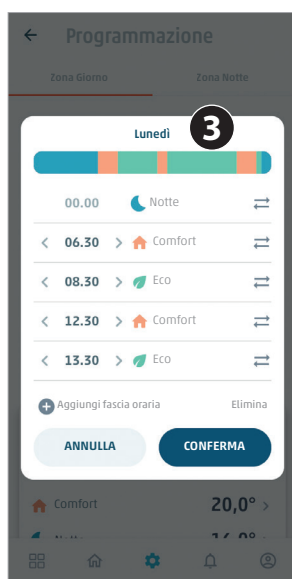 Programmazione
Zona Giorno Zona Notte
Lunedì 3
00.00 Notte
06.30 Comfort
08.30 Eco
12.30 Comfort
13.30 Eco
Aggiungi fascia oraria Elimina
ANNULLA CONFERMA
Comfort 20,0°